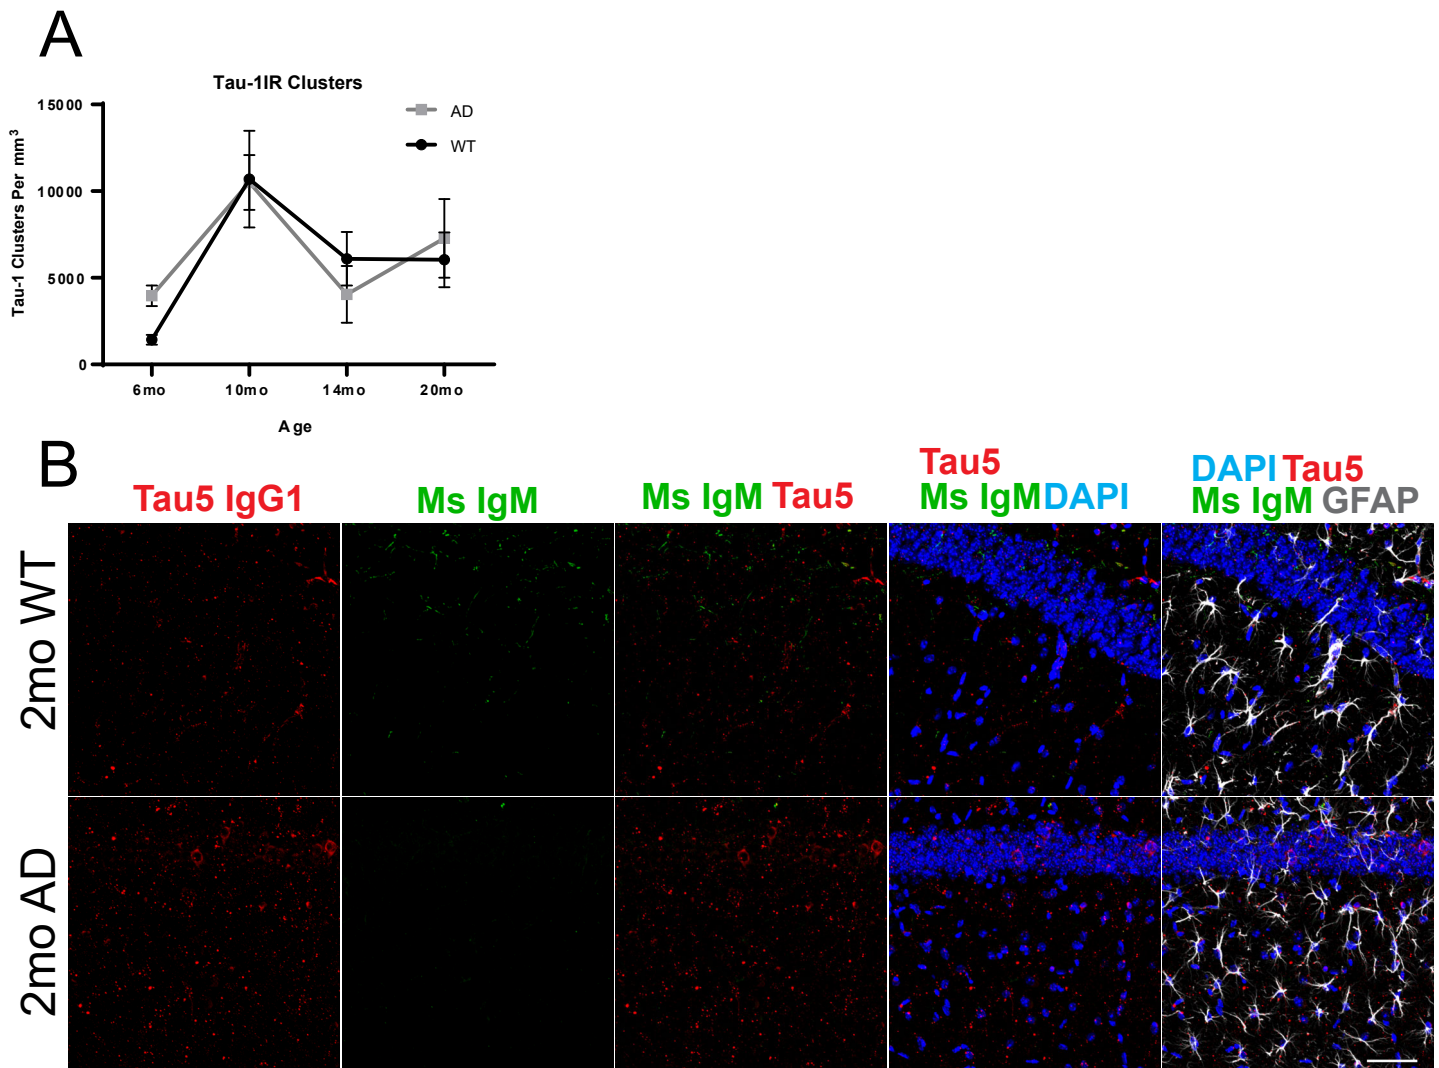 A
Tau-1IR Clusters
Tau-1 Clusters Per mm³
15000
10000
5000
0
AD
WT
6mo
10mo
14mo
20mo
Age
B
Tau5 IgG1
Ms IgM
Ms IgM Tau5
Tau5
Ms IgM DAPI
DAPI Tau5
Ms IgM GFAP
2mo WT
2mo AD